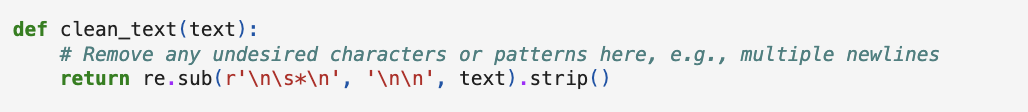 def clean_text(text):
    # Remove any undesired characters or patterns here, e.g., multiple newlines
    return re.sub(r'\n\s*\n', '\n\n', text).strip()